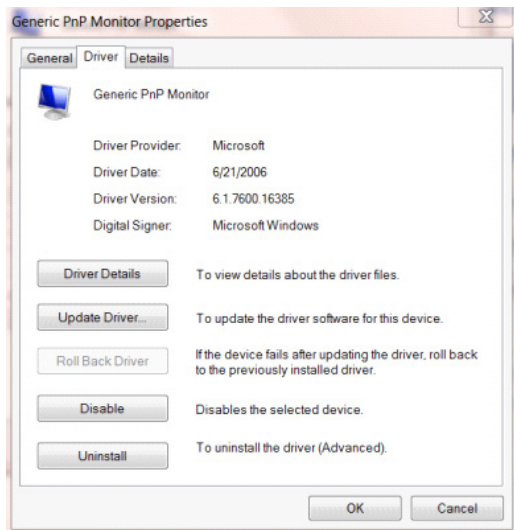 Generic PnP Monitor Properties
X
General Driver Details
Generic PnP Monitor
Driver Provider: Microsoft
Driver Date: 6/21/2006
Driver Version: 6.1.7600.16385
Digital Signer: Microsoft Windows
Driver Details To view details about the driver files.
Update Driver... To update the driver software for this device.
Roll Back Driver If the device fails after updating the driver, roll back
to the previously installed driver.
Disable Disables the selected device.
Uninstall To uninstall the driver (Advanced).
OK Cancel